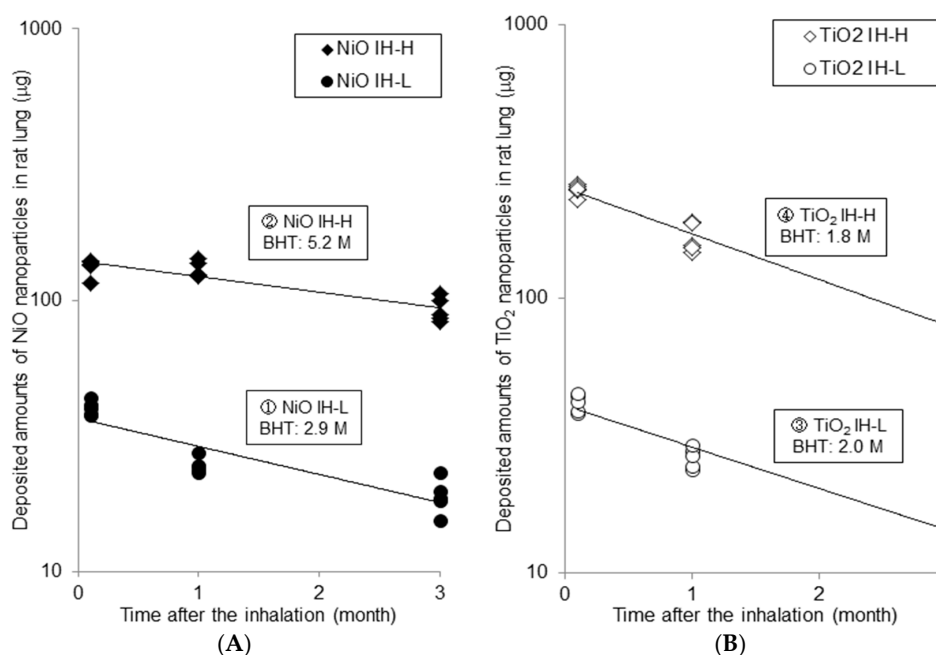 1000
100
10
Deposited amounts of NiO nanoparticles in rat lung (μg)
NiO IH-H
NiO IH-L
② NiO IH-H
BHT: 5.2 M
① NiO IH-L
BHT: 2.9 M
0 1 2 3
Time after the inhalation (month)
(A)
1000
100
10
Deposited amounts of TiO2 nanoparticles in rat lung (μg)
TiO2 IH-H
TiO2 IH-L
④ TiO2 IH-H
BHT: 1.8 M
③ TiO2 IH-L
BHT: 2.0 M
0 1 2
Time after the inhalation (month)
(B)